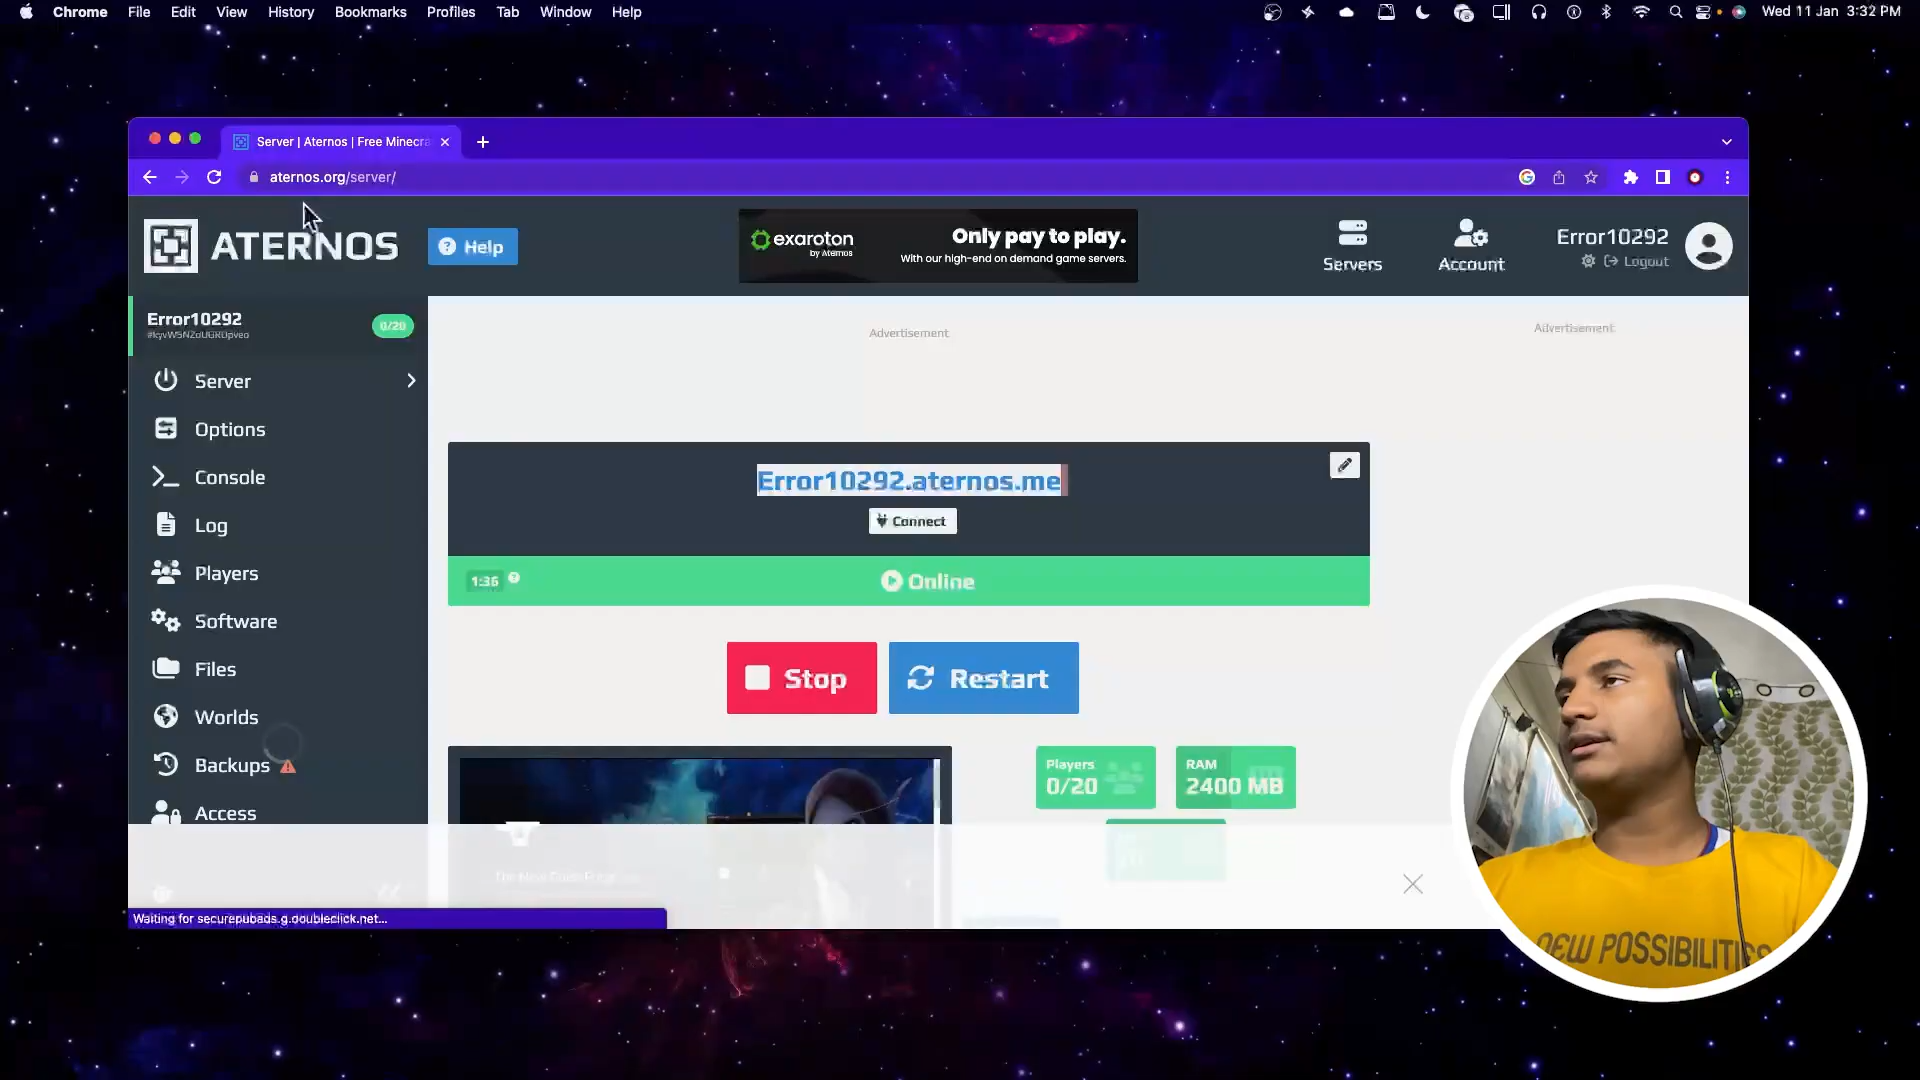 Chrome File Edit View History Bookmarks Profiles Tab Window Help Wed 11 Jan 3:32 PM
Server | Aternos | Free Minecra
aternos.org/server/
ATERNOS
Help
exaroton
by Aternos
Only pay to play.
With our high-end on demand game servers.
Servers
Account
Error10292
Logout
Error10292
0/20
Server
Options
Console
Log
Players
Software
Files
Worlds
Backups
Access
Advertisement
Advertisement
Error10292.aternos.me
Connect
1:36
Online
Stop
Restart
Players
0/20
RAM
2400 MB
Waiting for securepubads.g.doubleclick.net...
NEW POSSIBILITIES